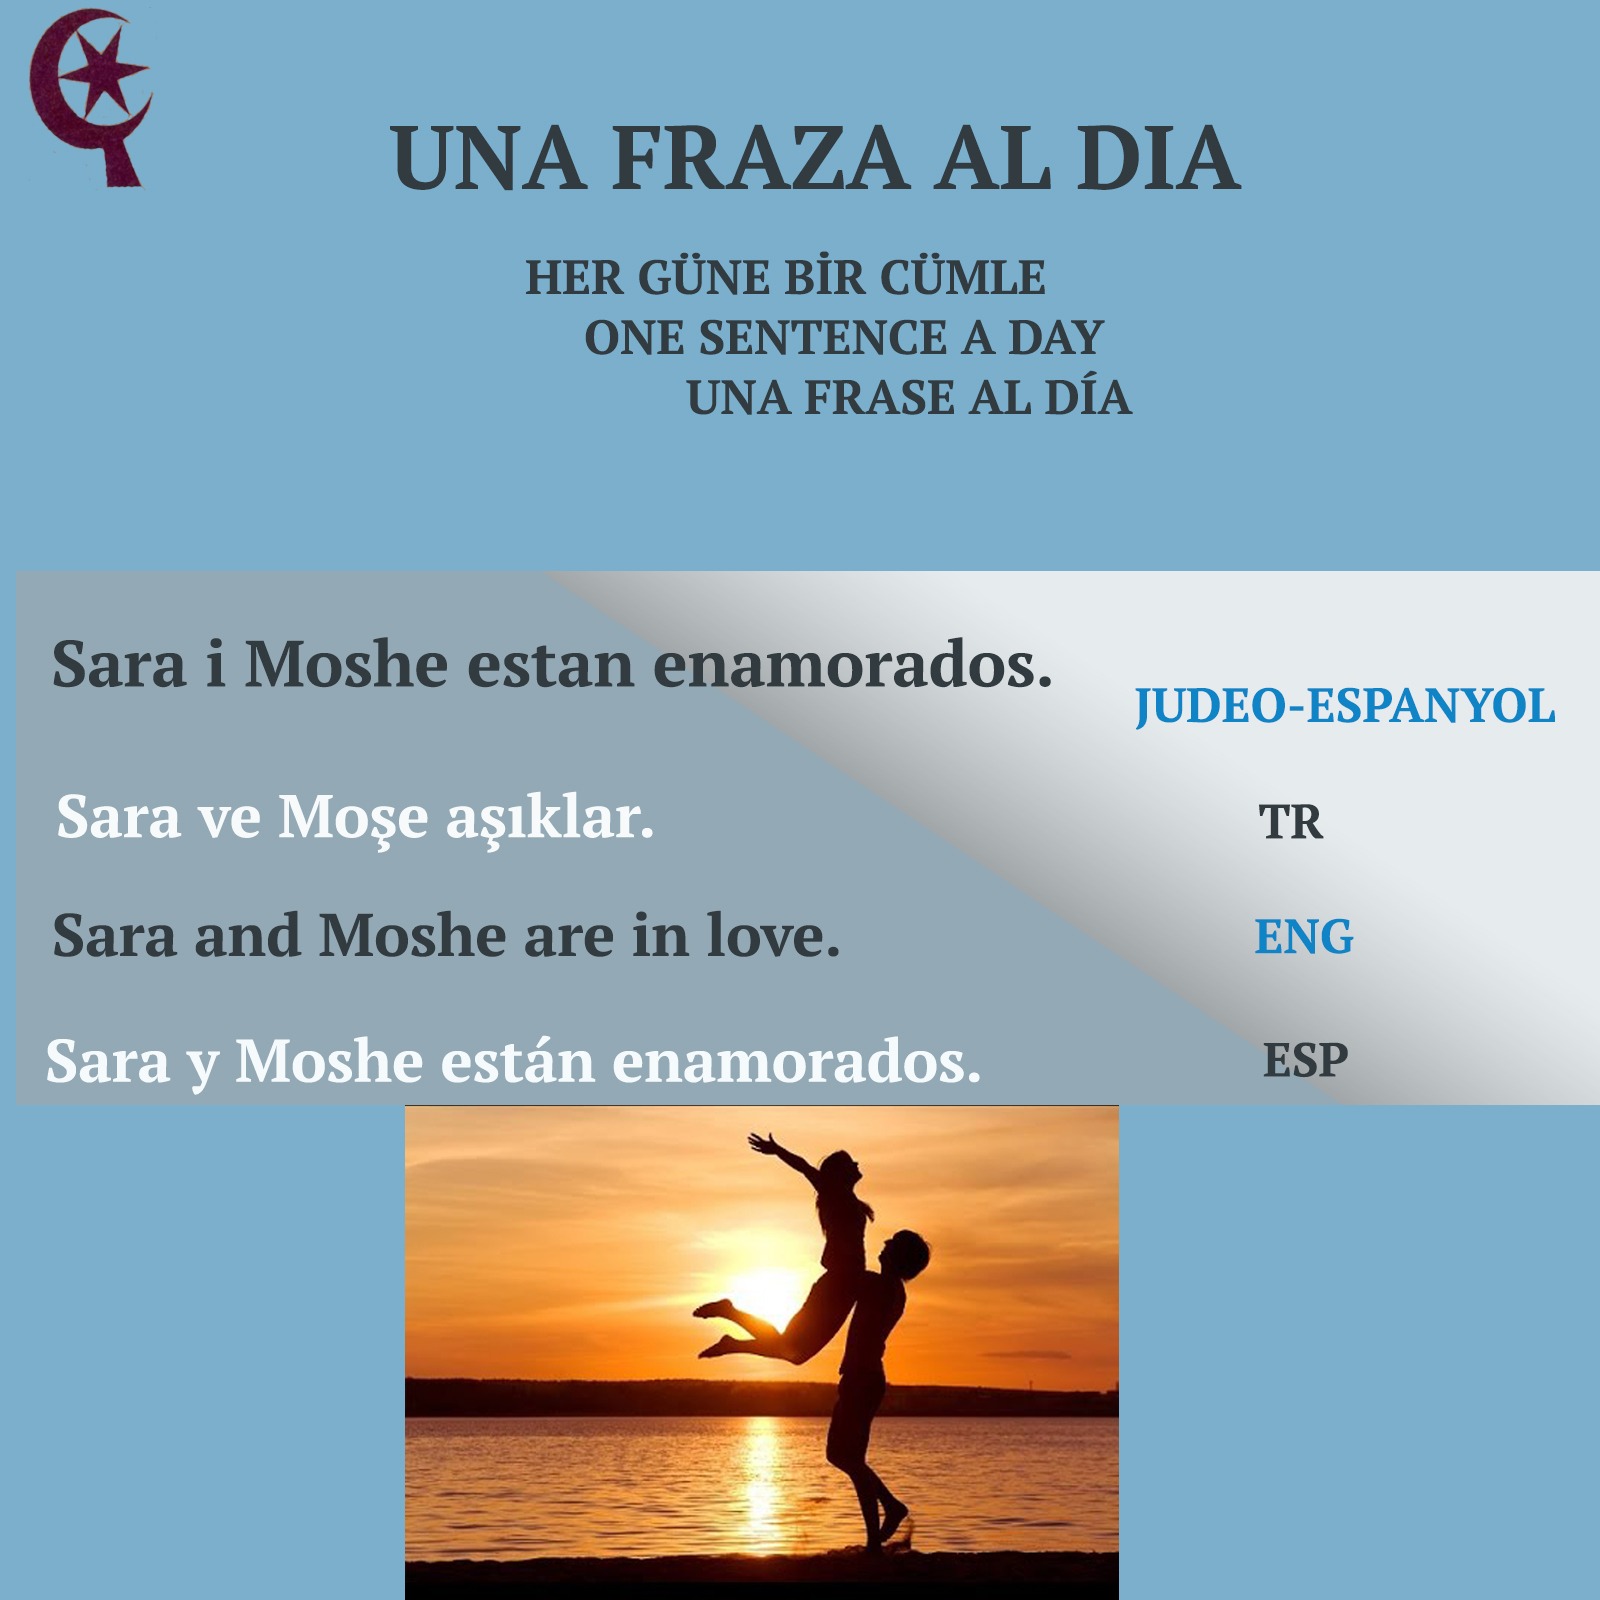 UNA FRAZA AL DIA
HER GÜNE BİR CÜMLE
ONE SENTENCE A DAY
UNA FRASE AL DÍA
Sara i Moshe estan enamorados.
JUDEO-ESPANYOL
Sara ve Moşe aşıklar.
TR
Sara and Moshe are in love.
ENG
Sara y Moshe están enamorados.
ESP